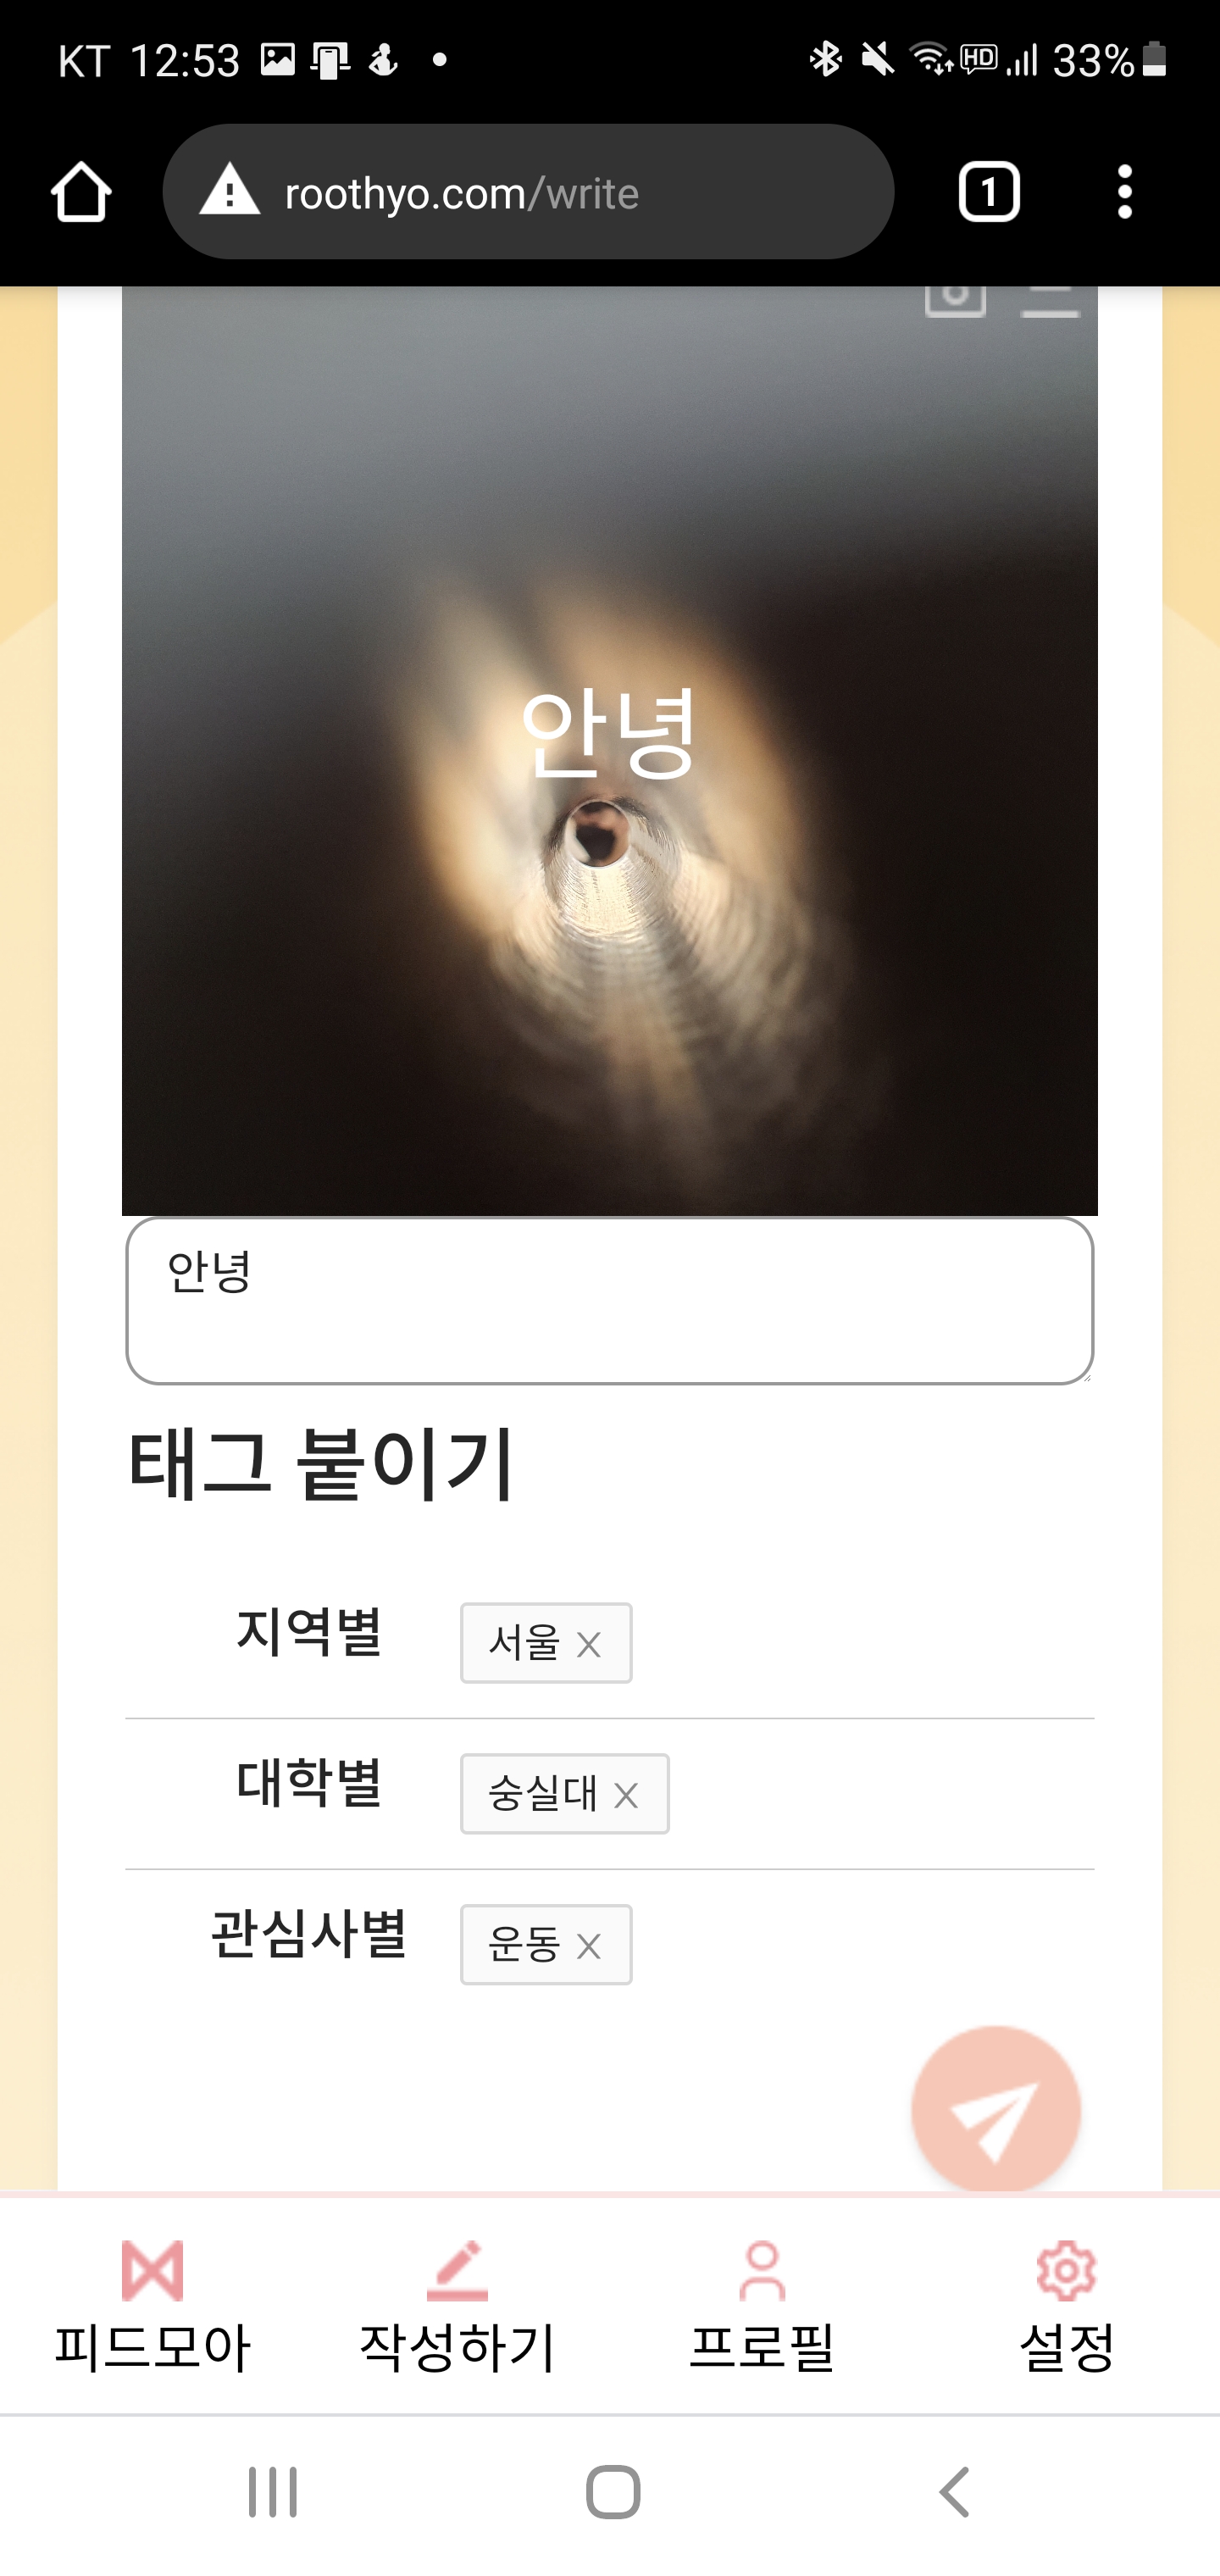 KT 12:53 HD 33%
roothyo.com/write
1
안녕
안녕
태그 붙이기
지역별 서울 X
대학별 숭실대 X
관심사별 운동 X
피드모아 작성하기 프로필 설정